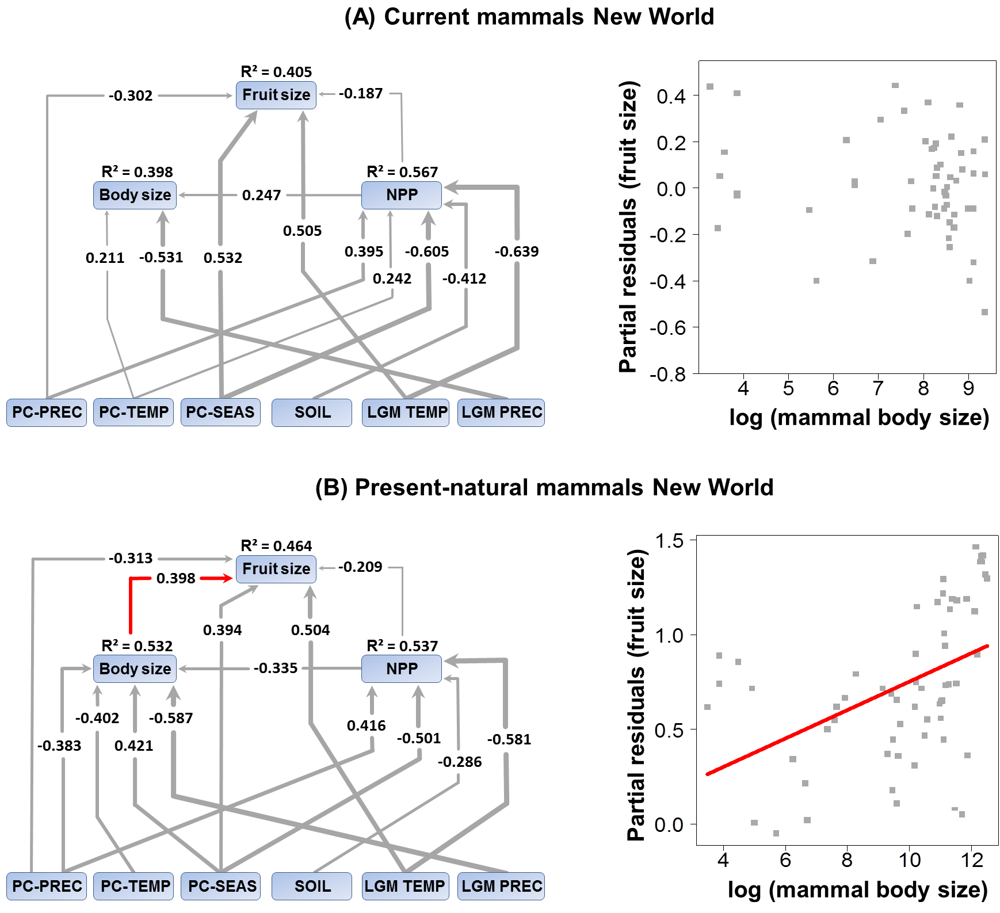 (A) Current mammals New World
R² = 0.405
Fruit size
-0.302
-0.187
R² = 0.398
Body size
R² = 0.567
NPP
0.247
0.505
0.211
-0.531
0.532
0.395
-0.605
-0.639
0.242
-0.412
PC-PREC
PC-TEMP
PC-SEAS
SOIL
LGM TEMP
LGM PREC
Partial residuals (fruit size)
0.4
0.2
0.0
-0.2
-0.4
-0.6
-0.8
4 5 6 7 8 9
log (mammal body size)
(B) Present-natural mammals New World
R² = 0.464
Fruit size
-0.313
-0.209
0.398
0.394
0.504
R² = 0.532
Body size
R² = 0.537
NPP
-0.335
-0.402
-0.587
-0.383
0.421
0.416
-0.501
-0.581
-0.286
PC-PREC
PC-TEMP
PC-SEAS
SOIL
LGM TEMP
LGM PREC
Partial residuals (fruit size)
1.5
1.0
0.5
0.0
4 6 8 10 12
log (mammal body size)